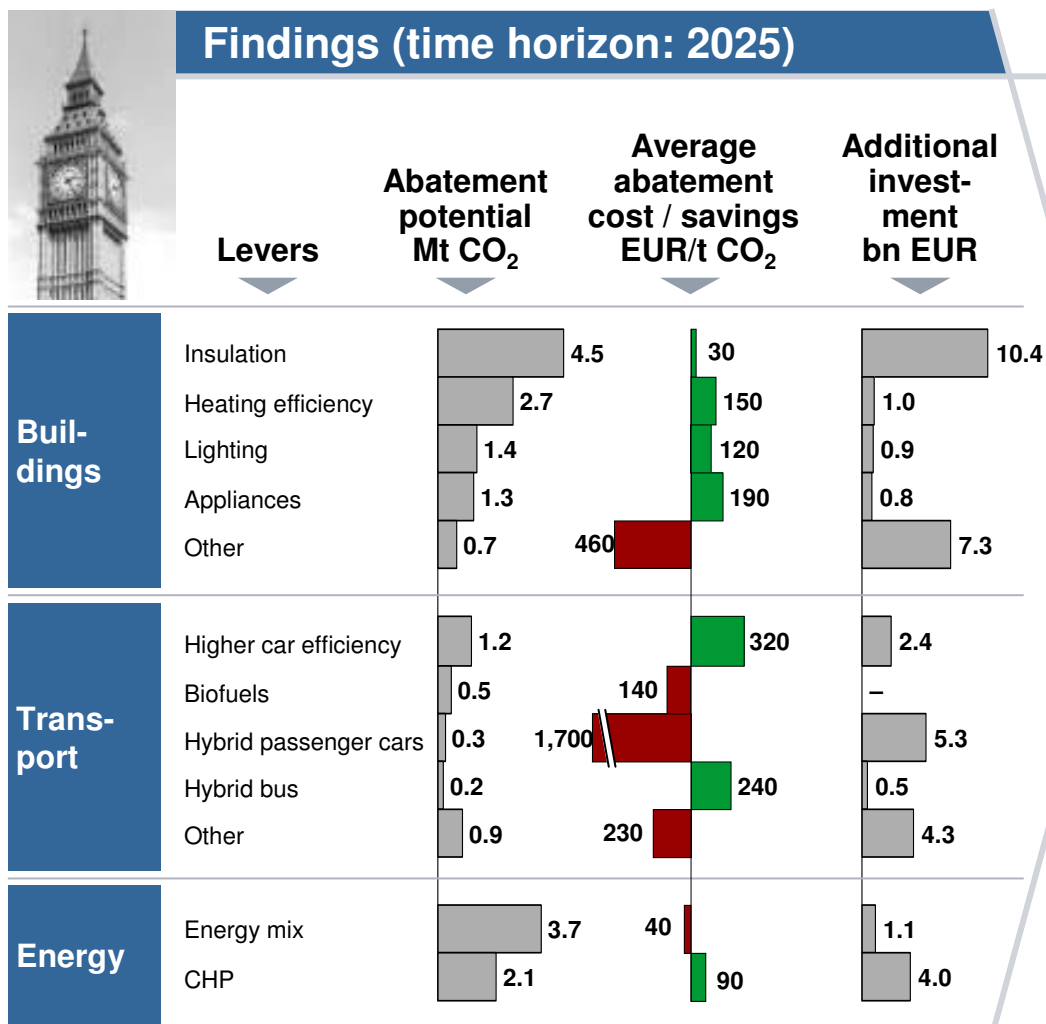 Findings (time horizon: 2025)
Levers
Abatement
potential
Mt CO₂
Average
abatement
cost / savings
EUR/t CO₂
Additional
invest-
ment
bn EUR
Buil-
dings
Insulation 4.5 30 10.4
Heating efficiency 2.7 150 1.0
Lighting 1.4 120 0.9
Appliances 1.3 190 0.8
Other 0.7 460 7.3
Trans-
port
Higher car efficiency 1.2 320 2.4
Biofuels 0.5 140 –
Hybrid passenger cars 0.3 1,700 5.3
Hybrid bus 0.2 240 0.5
Other 0.9 230 4.3
Energy
Energy mix 3.7 40 1.1
CHP 2.1 90 4.0